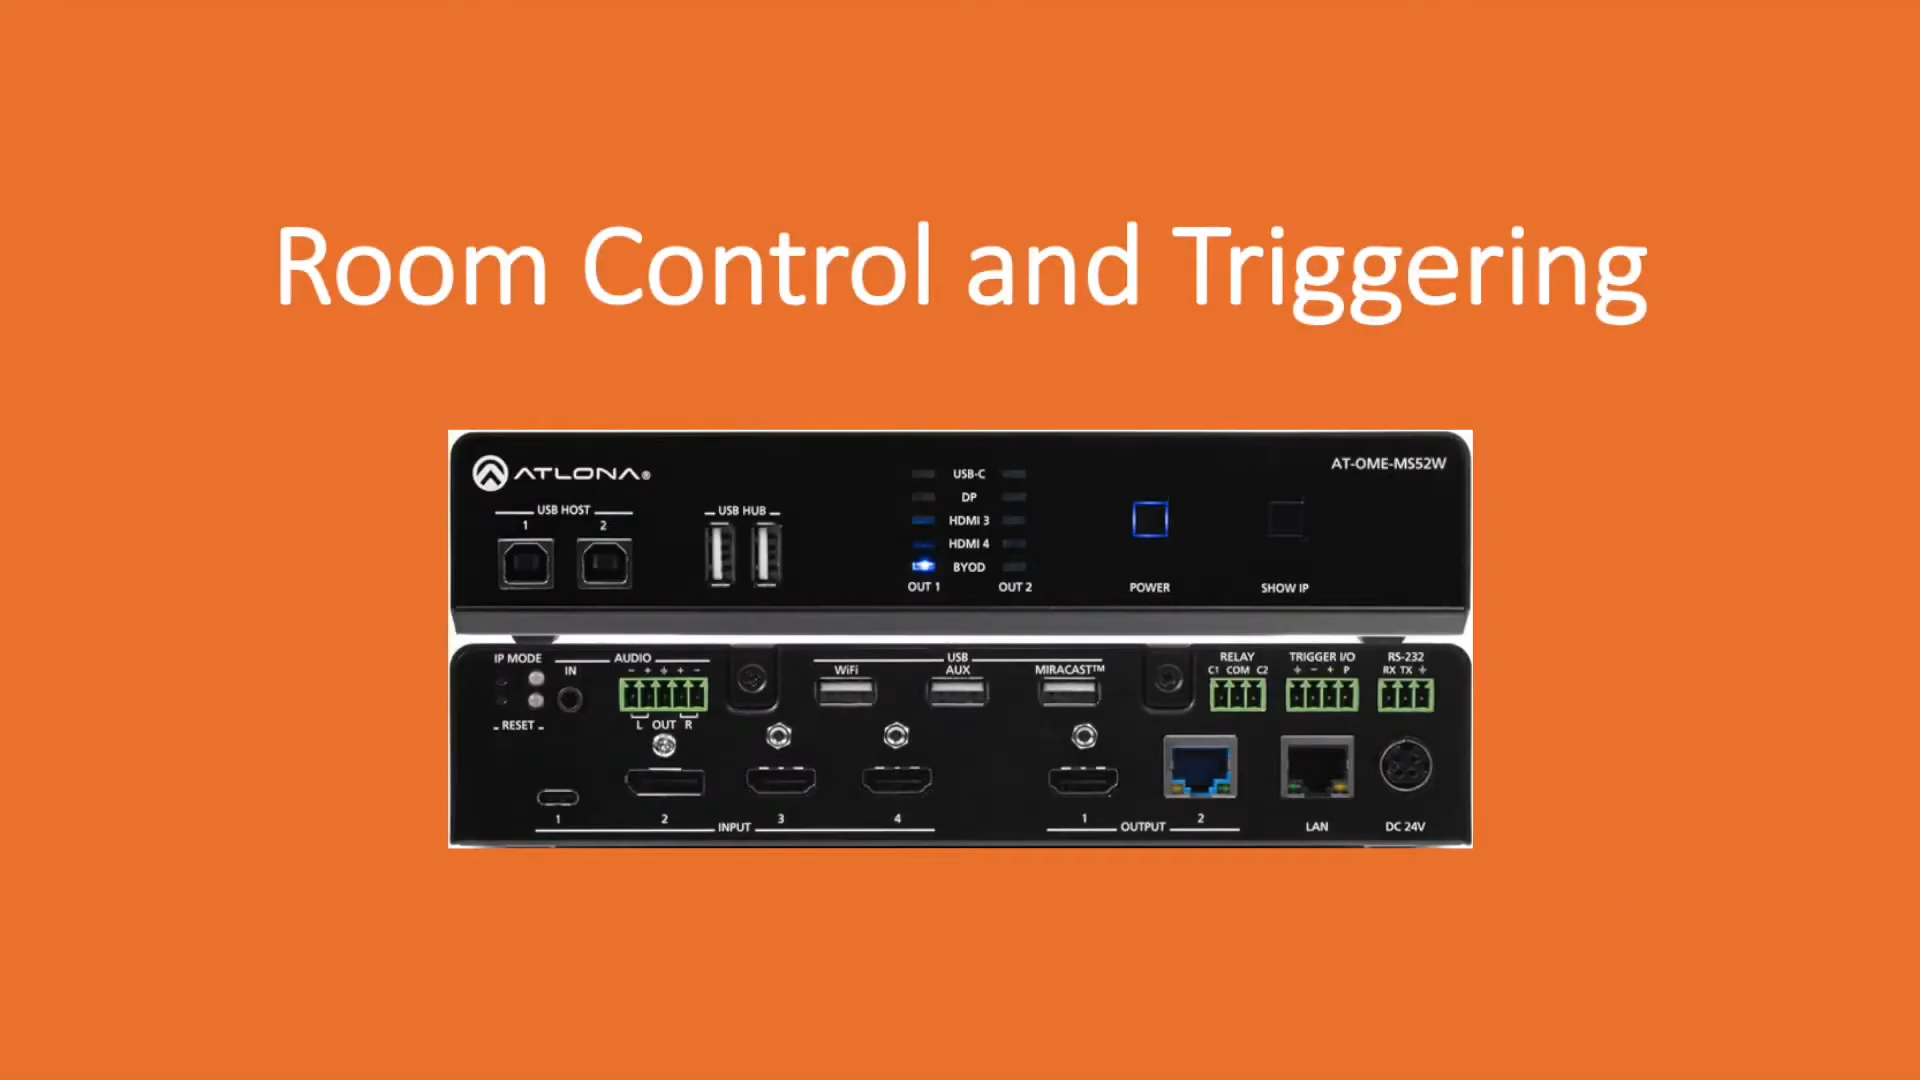 Room Control and Triggering
ATLONA®
AT-OME-MS52W
USB HOST
1 2
USB HUB
USB-C
DP
HDMI 3
HDMI 4
BYOD
OUT 1 OUT 2
POWER
SHOW IP
IP MODE
RESET
IN
AUDIO
- + + -
L OUT R
USB
WiFi AUX MIRACAST™
RELAY
C1 COM C2
TRIGGER I/O
- + P
RS-232
RX TX
1 2 3 4
INPUT
1 2
OUTPUT
LAN
DC 24V